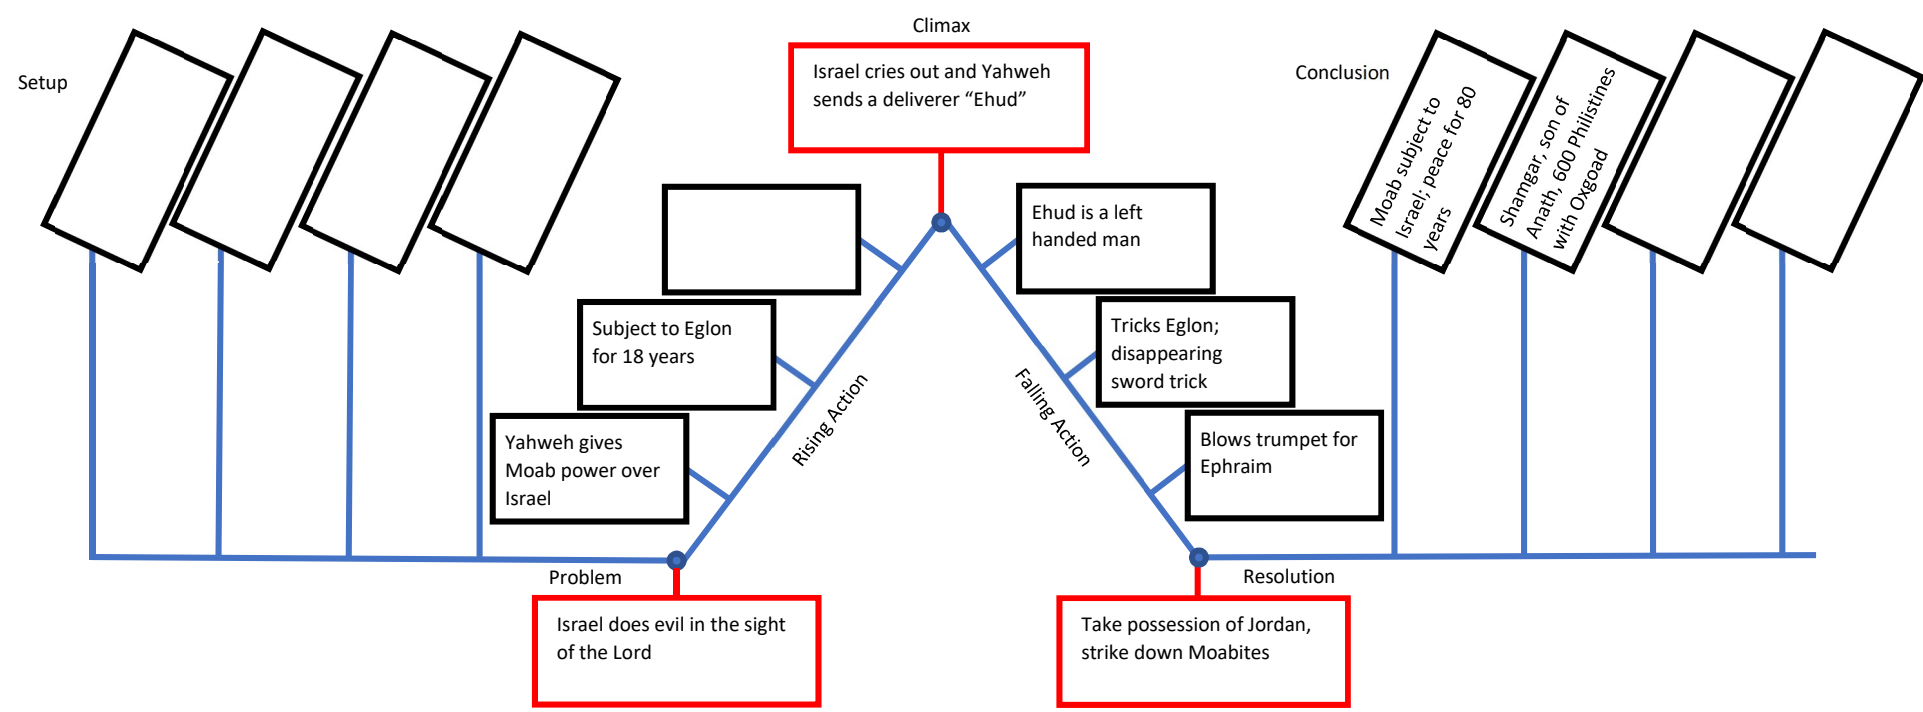 Setup
Climax
Israel cries out and Yahweh
sends a deliverer “Ehud”
Subject to Eglon
for 18 years
Yahweh gives
Moab power over
Israel
Rising Action
Problem
Israel does evil in the sight
of the Lord
Ehud is a left
handed man
Tricks Eglon;
disappearing
sword trick
Blows trumpet for
Ephraim
Falling Action
Resolution
Take possession of Jordan,
strike down Moabites
Conclusion
Moab subject to
Israel; peace for 80
years
Shamgar, son of
Anath, 600 Philistines
with Oxgoad